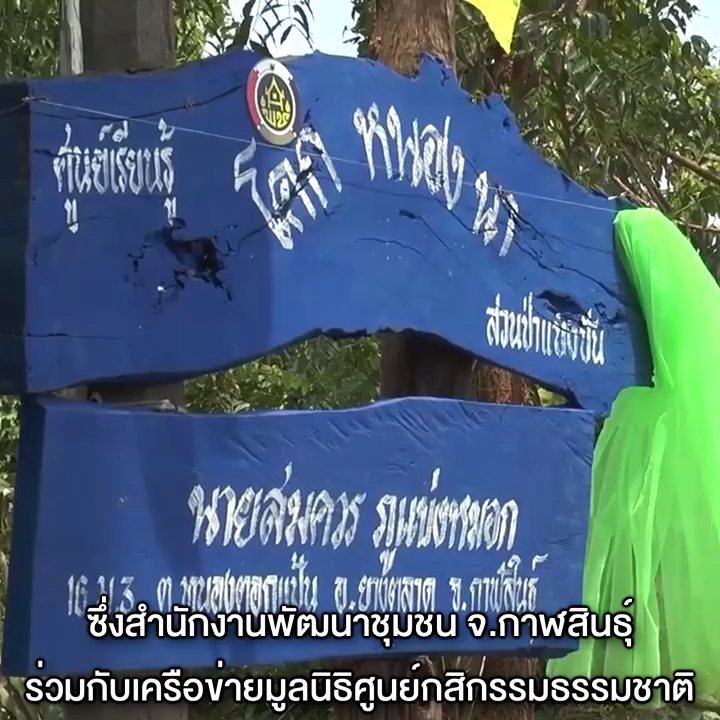 ศูนย์เรียนรู้
โคก หนอง นา
สวนป่าแบ่งปัน
นายสมควร ภูแบ่งหมอก
16 ม.3 ต.หนองตอกแป้น อ.ยางตลาด จ.กาฬสินธุ์
ซึ่งสำนักงานพัฒนาชุมชน จ.กาฬสินธุ์
ร่วมกับเครือข่ายมูลนิธิศูนย์กสิกรรมธรรมชาติ